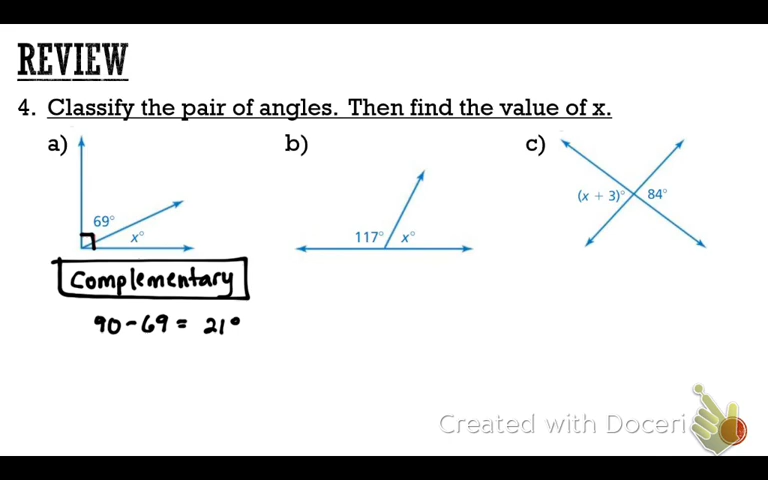 REVIEW
4. Classify the pair of angles. Then find the value of x.
a)
b)
c)
69°
x°
117°
x°
(x + 3)°
84°
Complementary
90 - 69 = 21°
Created with Doceri